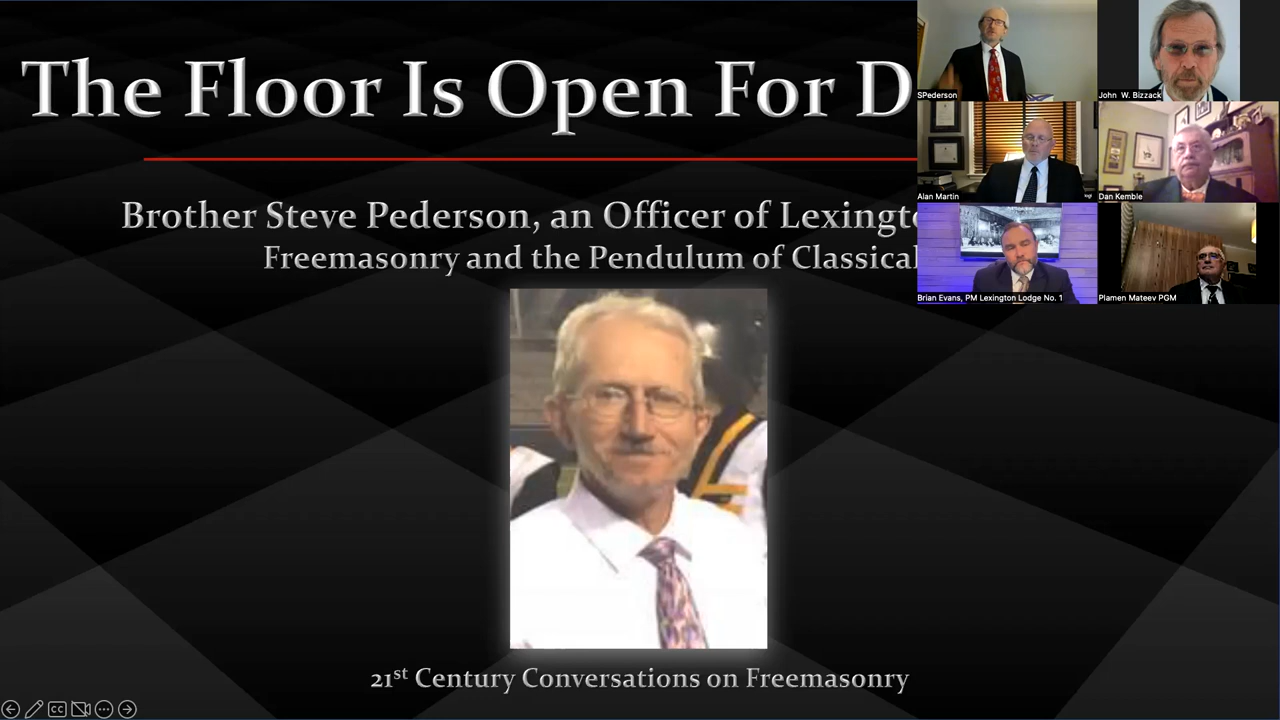 The Floor Is Open For D
Brother Steve Pederson, an Officer of Lexingto
Freemasonry and the Pendulum of Classical
21st Century Conversations on Freemasonry
SPederson
John W. Bizzack
Alan Martin
Dan Kemble
Brian Evans, PM Lexington Lodge No. 1
Plamen Mateev PGM
CC